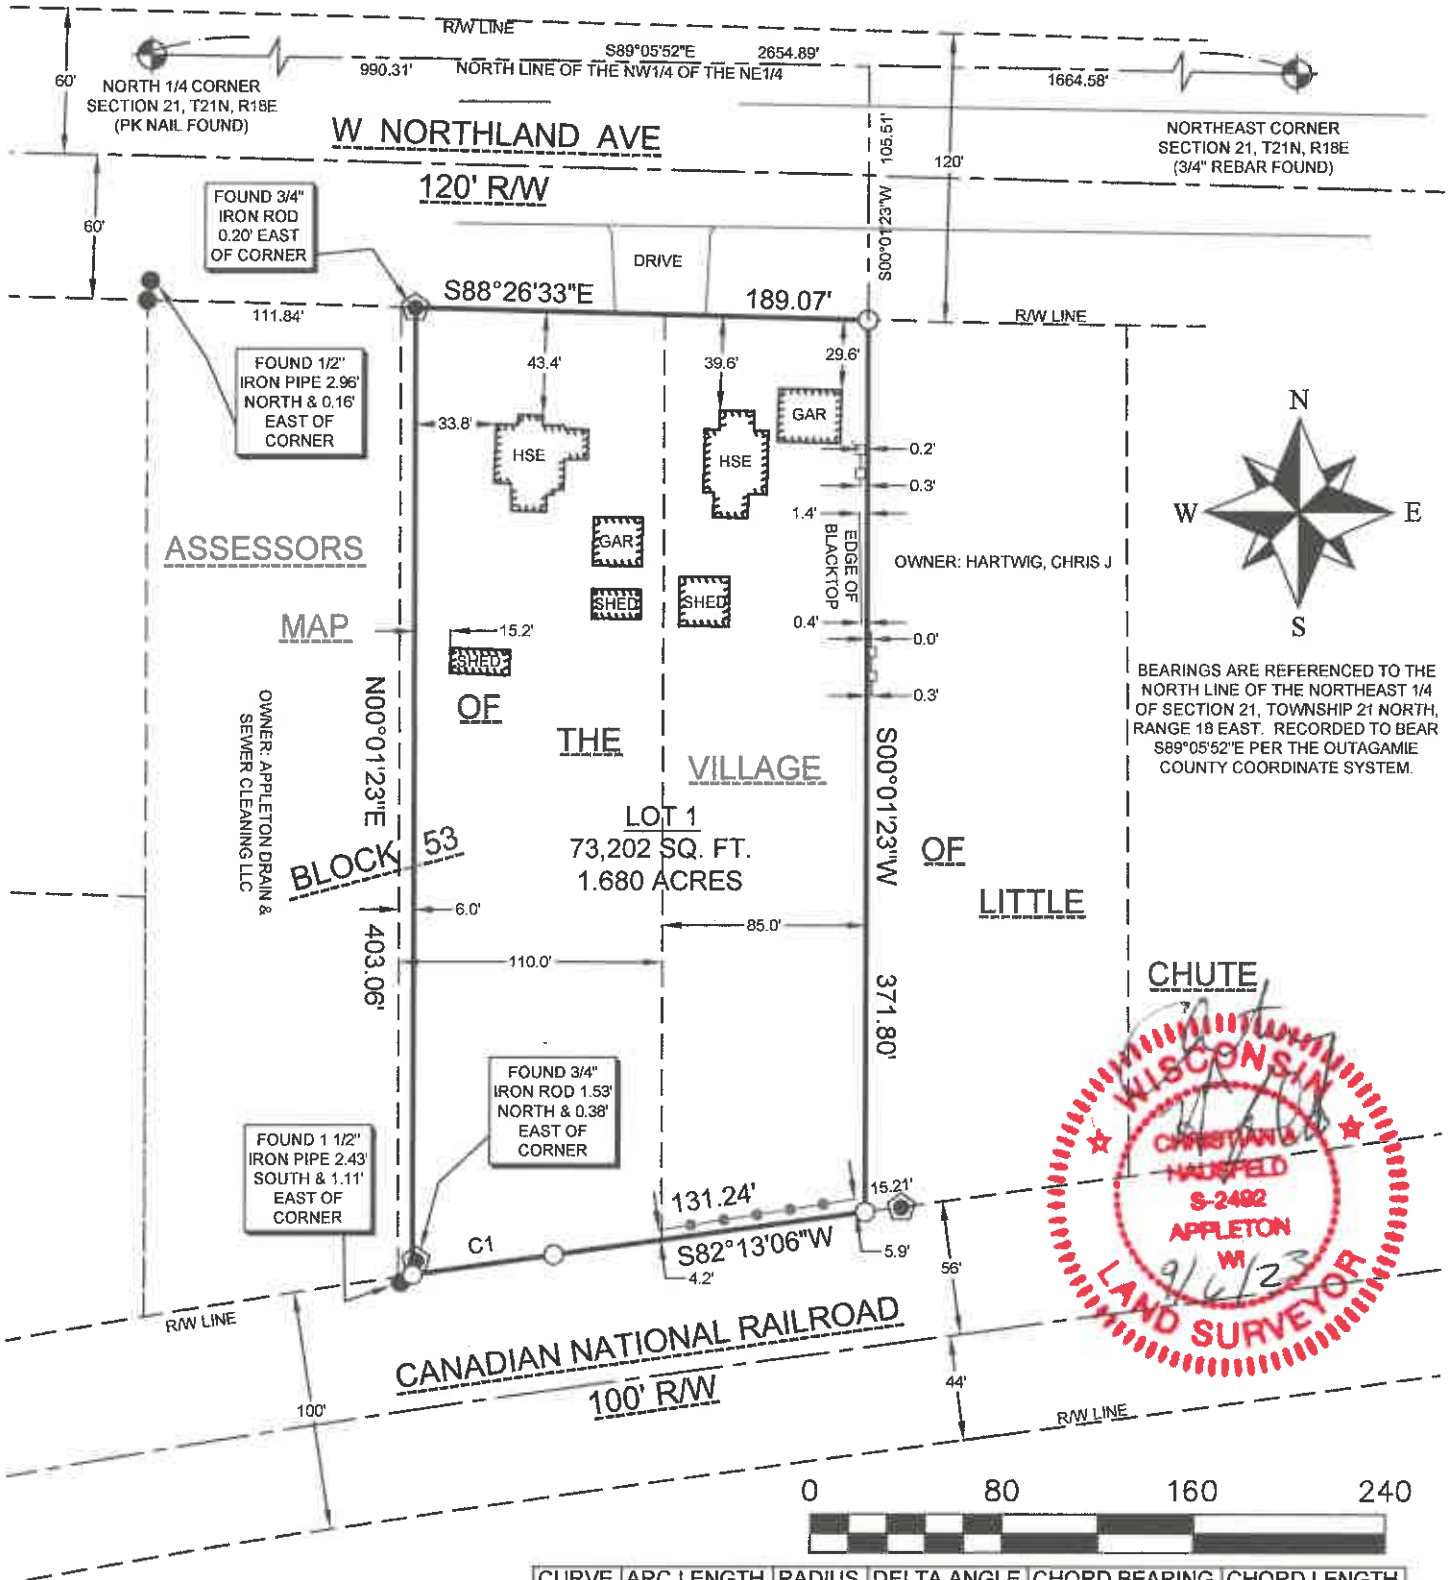 R/W LINE
S89°05'52"E 2654.89'
990.31' NORTH LINE OF THE NW1/4 OF THE NE1/4 1664.58'
60'
NORTH 1/4 CORNER
SECTION 21, T21N, R18E
(PK NAIL FOUND)
W NORTHLAND AVE
120' R/W
S00°01'23"W 105.51'
120'
NORTHEAST CORNER
SECTION 21, T21N, R18E
(3/4" REBAR FOUND)
60'
FOUND 3/4"
IRON ROD
0.20' EAST
OF CORNER
DRIVE
S88°26'33"E 189.07'
R/W LINE
111.84'
FOUND 1/2"
IRON PIPE 2.96'
NORTH & 0.16'
EAST OF
CORNER
43.4'
39.6'
29.6'
33.8'
HSE
HSE
GAR
0.2'
0.3'
1.4'
EDGE OF
BLACKTOP
0.4'
0.0'
0.3'
GAR
SHED
SHED
15.2'
SHED
N
W
E
S
OWNER: HARTWIG, CHRIS J
ASSESSORS
MAP
OF
THE
VILLAGE
OF
LITTLE
CHUTE
BEARINGS ARE REFERENCED TO THE
NORTH LINE OF THE NORTHEAST 1/4
OF SECTION 21, TOWNSHIP 21 NORTH,
RANGE 18 EAST. RECORDED TO BEAR
S89°05'52"E PER THE OUTAGAMIE
COUNTY COORDINATE SYSTEM.
OWNER: APPLETON DRAIN &
SEWER CLEANING LLC
N00°01'23"E 403.06'
S00°01'23"W 371.80'
LOT 1
73,202 SQ. FT.
1.680 ACRES
BLOCK 53
6.0'
85.0'
110.0'
FOUND 3/4"
IRON ROD 1.53'
NORTH & 0.38'
EAST OF
CORNER
FOUND 1 1/2"
IRON PIPE 2.43'
SOUTH & 1.11'
EAST OF
CORNER
131.24'
15.21'
C1
S82°13'06"W
4.2'
5.9'
56'
WISCONSIN
CHRISTIAN A
HAUSFELD
S-2492
APPLETON
WI
9/6/23
LAND SURVEYOR
R/W LINE
CANADIAN NATIONAL RAILROAD
100' R/W
100'
44'
R/W LINE
0 80 160 240
CURVE ARC LENGTH RADIUS DELTA ANGLE CHORD BEARING CHORD LENGTH